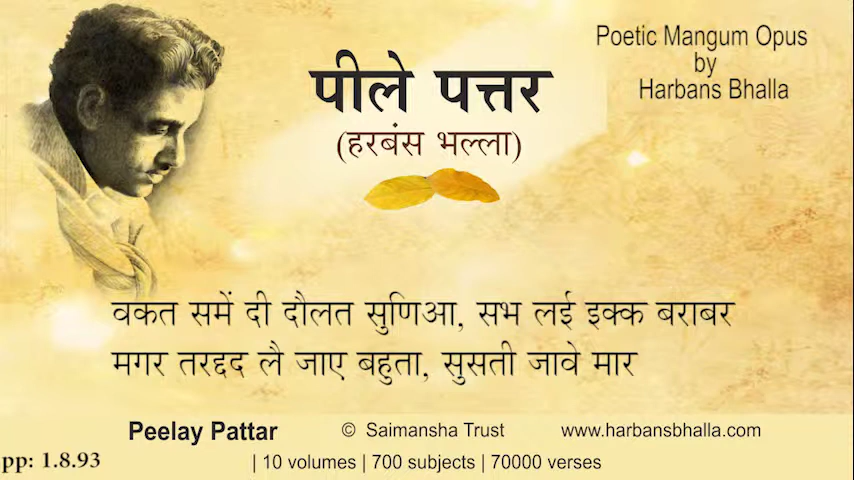 पीले पत्तर
(हरबंस भल्ला)
Poetic Mangum Opus
by
Harbans Bhalla
वकत समें दी दौलत सुणिआ, सभ लई इक्क बराबर
मगर तरद्दद लै जाए बहुता, सुसती जावे मार
Peelay Pattar © Saimansha Trust www.harbansbhalla.com
pp: 1.8.93 | 10 volumes | 700 subjects | 70000 verses